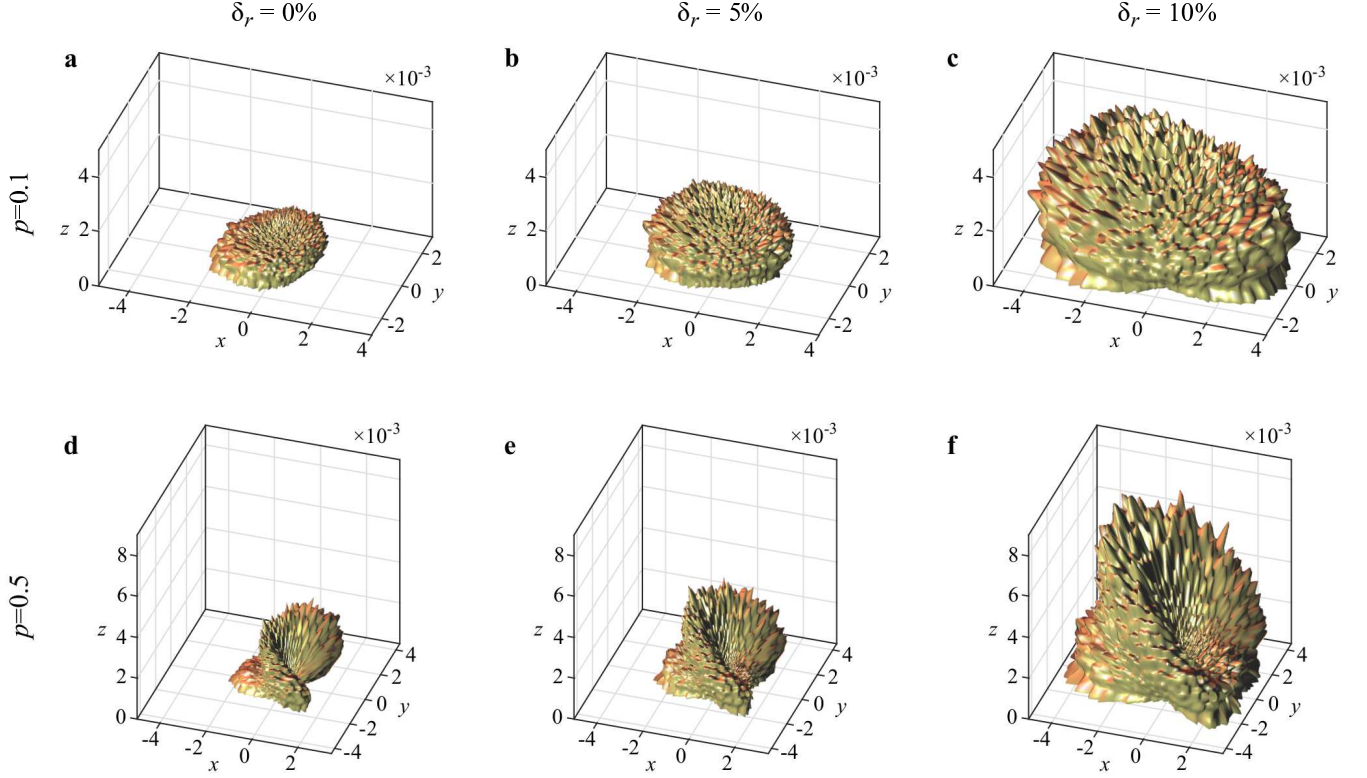 δr = 0% δr = 5% δr = 10%
p=0.1
a ×10-3
4
z 2
0
-4 -2 0 2 4
x
-2 0 2
y
b ×10-3
4
z 2
0
-4 -2 0 2 4
x
-2 0 2
y
c ×10-3
4
z 2
0
-4 -2 0 2 4
x
-2 0 2
y
p=0.5
d ×10-3
8
6
z 4
2
0
-4 -2 0 2
x
-4 -2 0 2 4
y
e ×10-3
8
6
z 4
2
0
-4 -2 0 2
x
-4 -2 0 2 4
y
f ×10-3
8
6
z 4
2
0
-4 -2 0 2
x
-4 -2 0 2 4
y